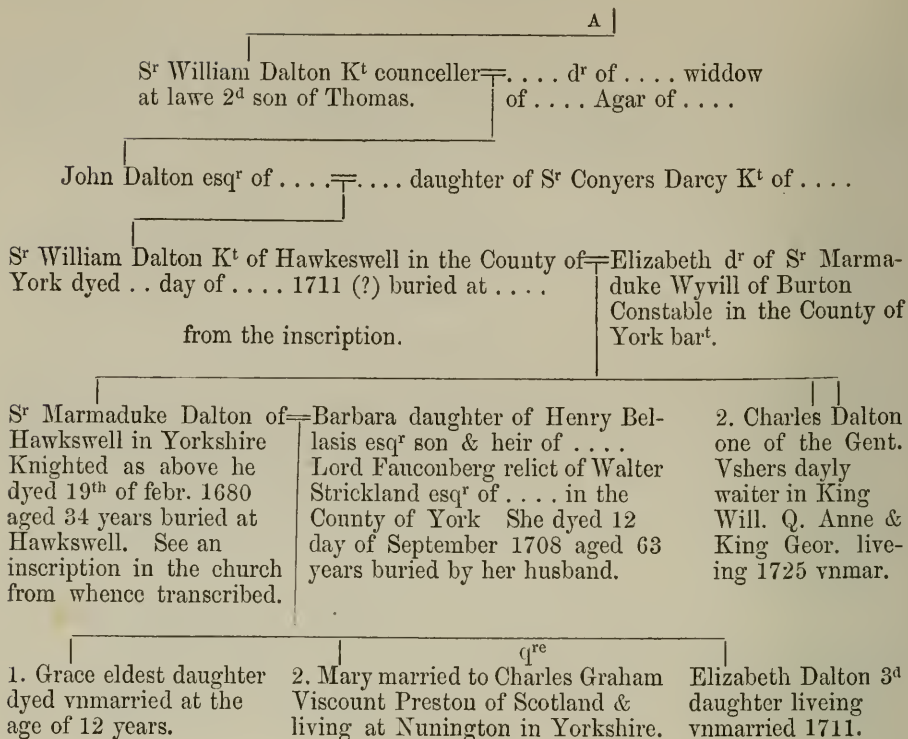 A
Sʳ William Dalton Kᵗ counceller=. . . . dʳ of . . . . widdow
at lawe 2ᵈ son of Thomas. of . . . . Agar of . . . .
John Dalton esqʳ of . . . .=. . . . daughter of Sʳ Conyers Darcy Kᵗ of . . . .
Sʳ William Dalton Kᵗ of Hawkeswell in the County of=
York dyed . . day of . . . . 1711 (?) buried at . . . .
from the inscription.
Elizabeth dʳ of Sʳ Marma-
duke Wyvill of Burton
Constable in the County of
York barᵗ.
Sʳ Marmaduke Dalton of=
Hawkswell in Yorkshire
Knighted as above he
dyed 19ᵗʰ of febr. 1680
aged 34 years buried at
Hawkswell. See an
inscription in the church
from whence transcribed.
Barbara daughter of Henry Bel-
lasis esqʳ son & heir of . . . .
Lord Fauconberg relict of Walter
Strickland esqʳ of . . . . in the
County of York She dyed 12
day of September 1708 aged 63
years buried by her husband.
2. Charles Dalton
one of the Gent.
Vshers dayly
waiter in King
Will. Q. Anne &
King Geor. live-
ing 1725 vnmar.
qʳᵉ
1. Grace eldest daughter
dyed vnmarried at the
age of 12 years.
2. Mary married to Charles Graham
Viscount Preston of Scotland &
living at Nunington in Yorkshire.
Elizabeth Dalton 3ᵈ
daughter liveing
vnmarried 1711.